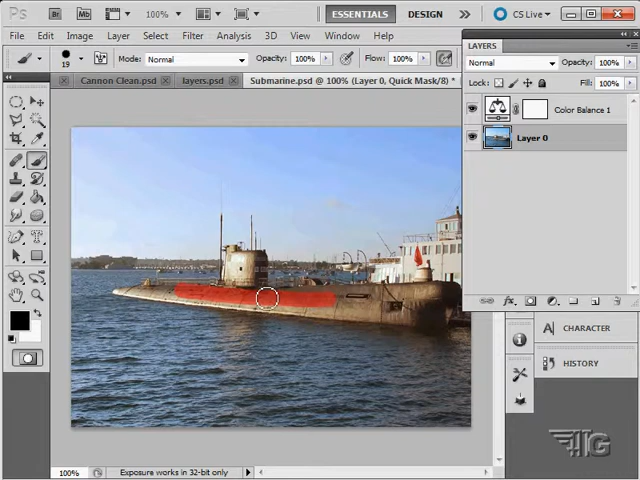 Ps Br 100% ESSENTIALS DESIGN CS Live
File Edit Image Layer Select Filter Analysis 3D View Window Help
19 Mode: Normal Opacity: 100% Flow: 100%
Cannon Clean.psd layers.psd Submarine.psd @ 100% (Layer 0, Quick Mask/8) *
LAYERS
Normal Opacity: 100%
Lock: Fill: 100%
Color Balance 1
Layer 0
fx
CHARACTER
HISTORY
100% Exposure works in 32-bit only